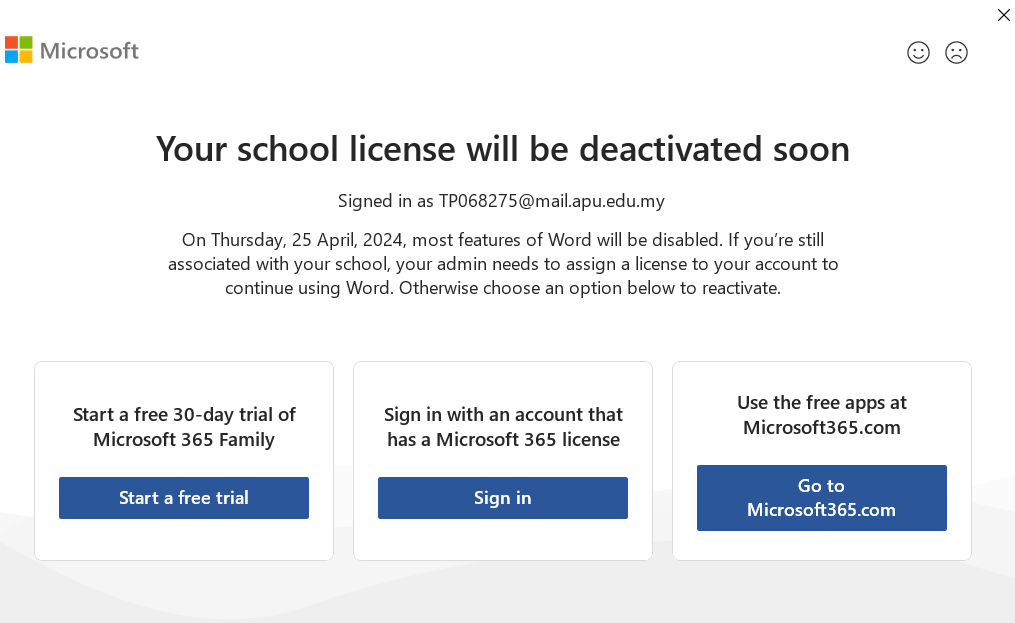 Microsoft
Your school license will be deactivated soon
Signed in as TP068275@mail.apu.edu.my
On Thursday, 25 April, 2024, most features of Word will be disabled. If you’re still
associated with your school, your admin needs to assign a license to your account to
continue using Word. Otherwise choose an option below to reactivate.
Start a free 30-day trial of
Microsoft 365 Family
Start a free trial
Sign in with an account that
has a Microsoft 365 license
Sign in
Use the free apps at
Microsoft365.com
Go to
Microsoft365.com